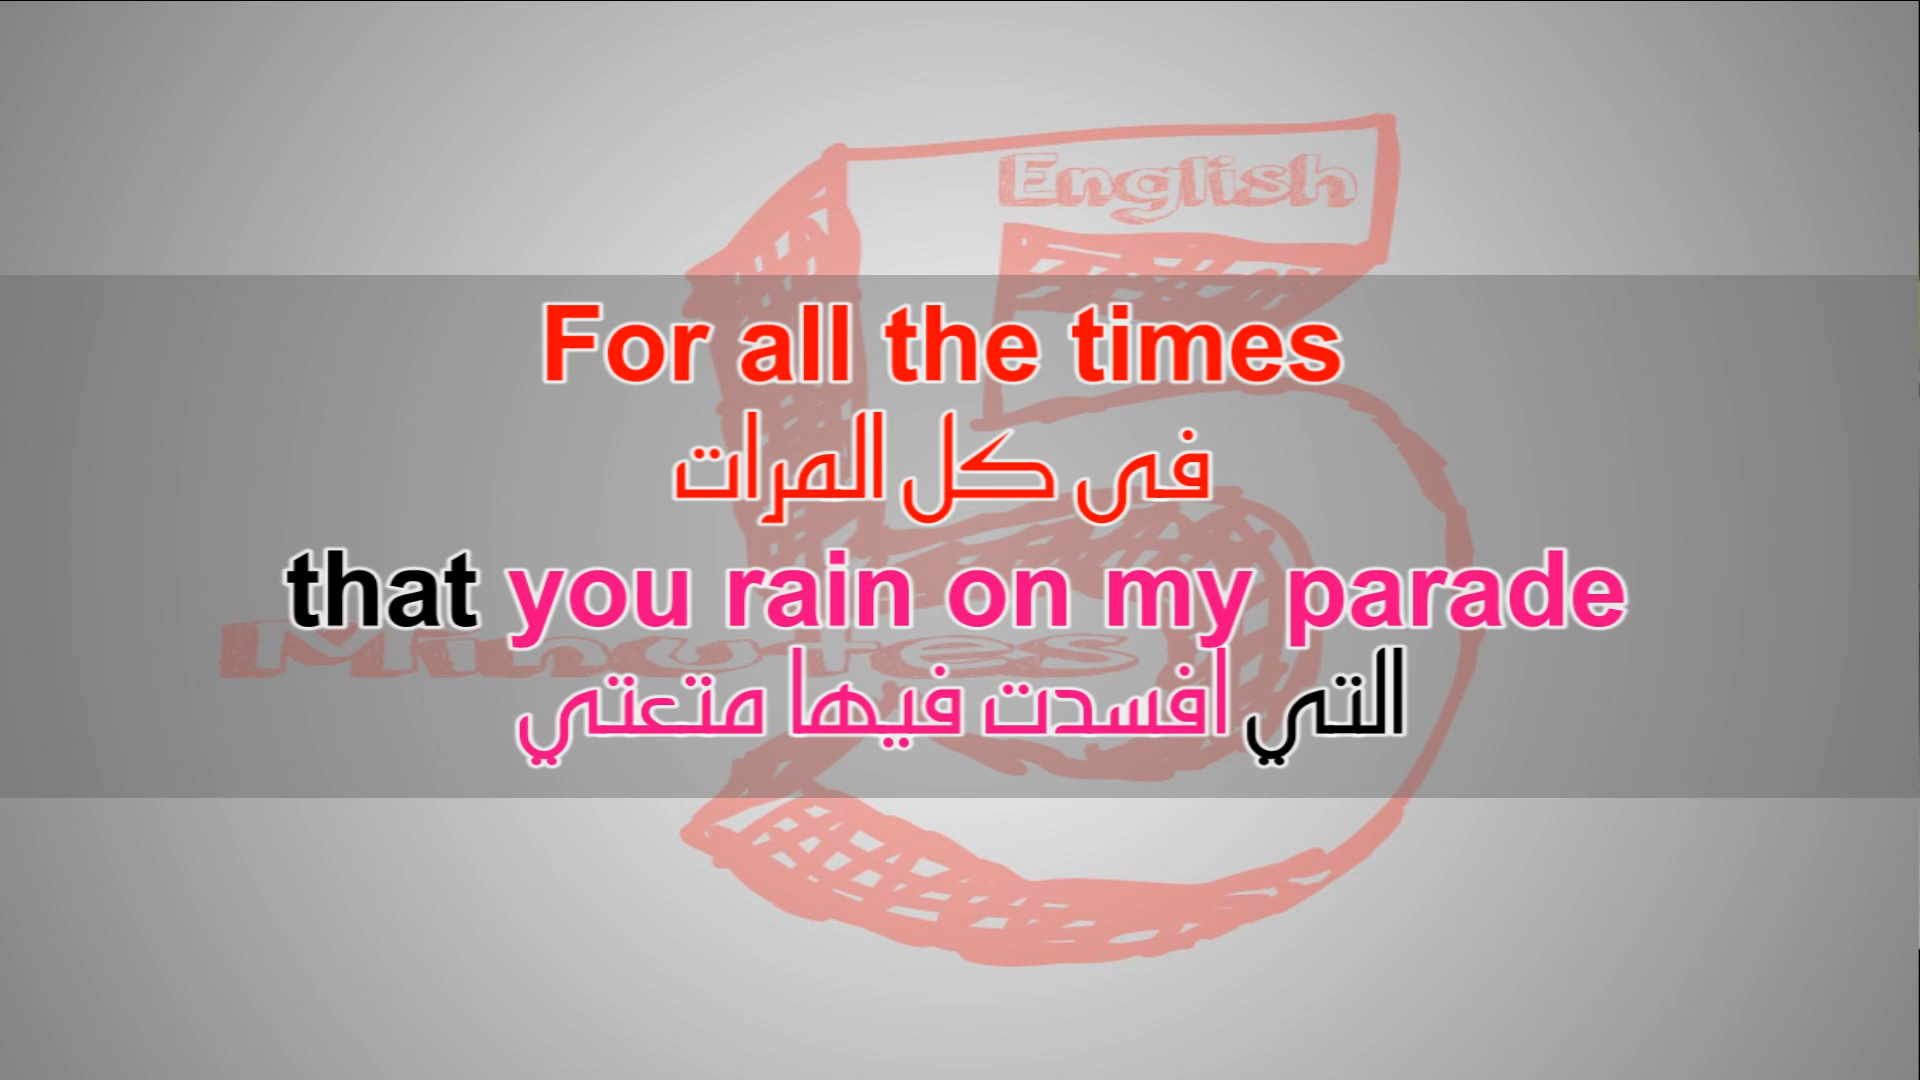 English
For all the times
فى كل المرات
that you rain on my parade
Minutes
التي افسدت فيها متعتي